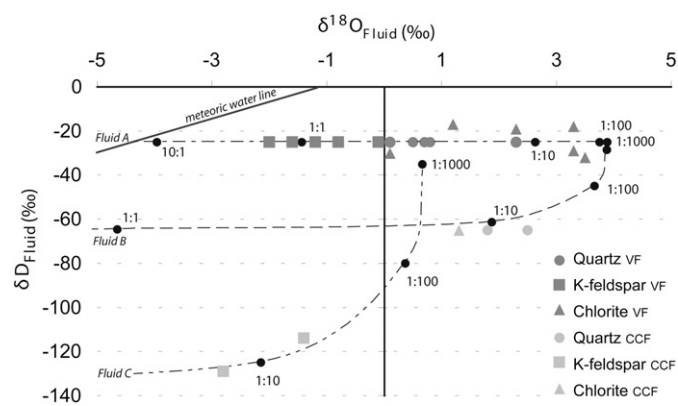 δ18OFluid (‰)
-5 -3 -1 1 3 5
0
meteoric water line
-20
Fluid A
10:1
1:1
1:10
1:100
1:1000
-40
1:1000
1:100
-60
1:1
1:10
Fluid B
-80
1:100
-100
-120
Fluid C
1:10
-140
δDFluid (‰)
Quartz VF
K-feldspar VF
Chlorite VF
Quartz CCF
K-feldspar CCF
Chlorite CCF